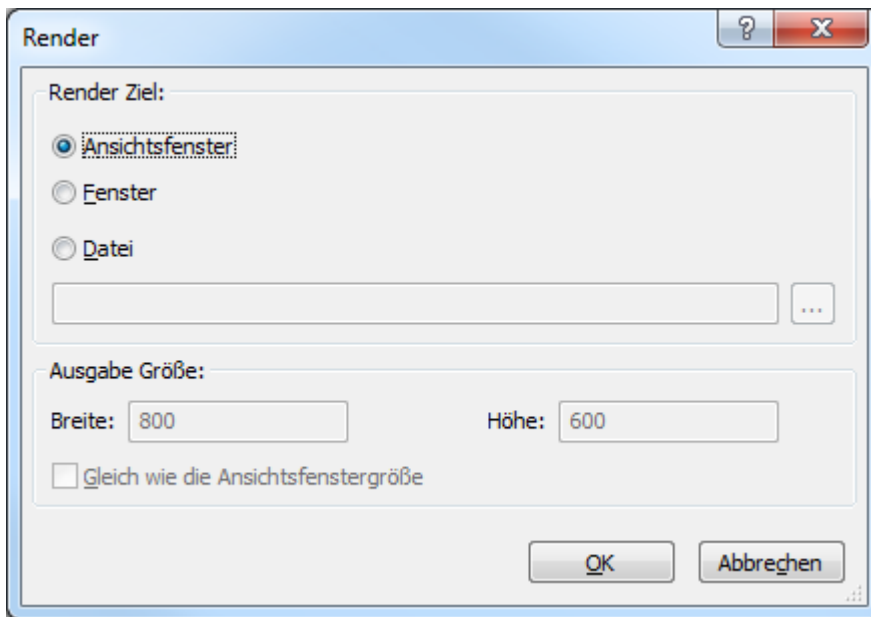 Render
Render Ziel:
Ansichtsfenster
Fenster
Datei
...
Ausgabe Größe:
Breite: 800 Höhe: 600
Gleich wie die Ansichtsfenstergröße
OK Abbrechen